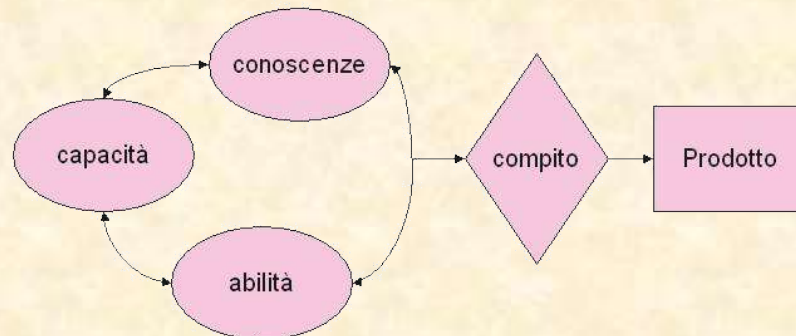 conoscenze
capacità
compito
Prodotto
abilità